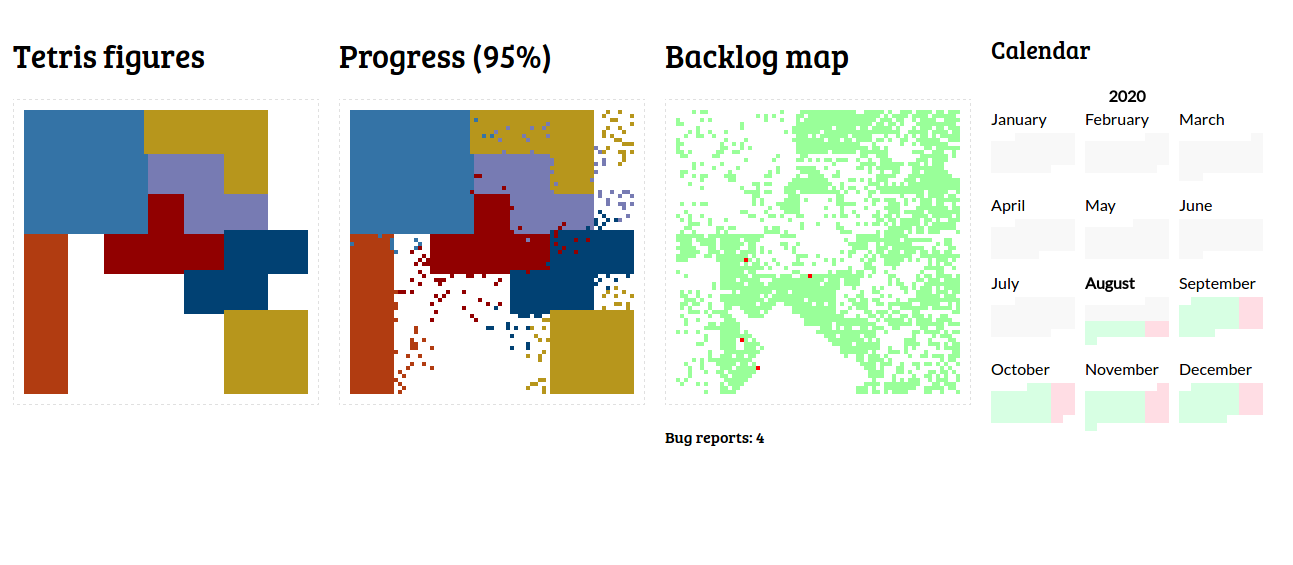 Tetris figures
Progress (95%)
Backlog map
Calendar
2020
January
February
March
April
May
June
July
August
September
October
November
December
Bug reports: 4